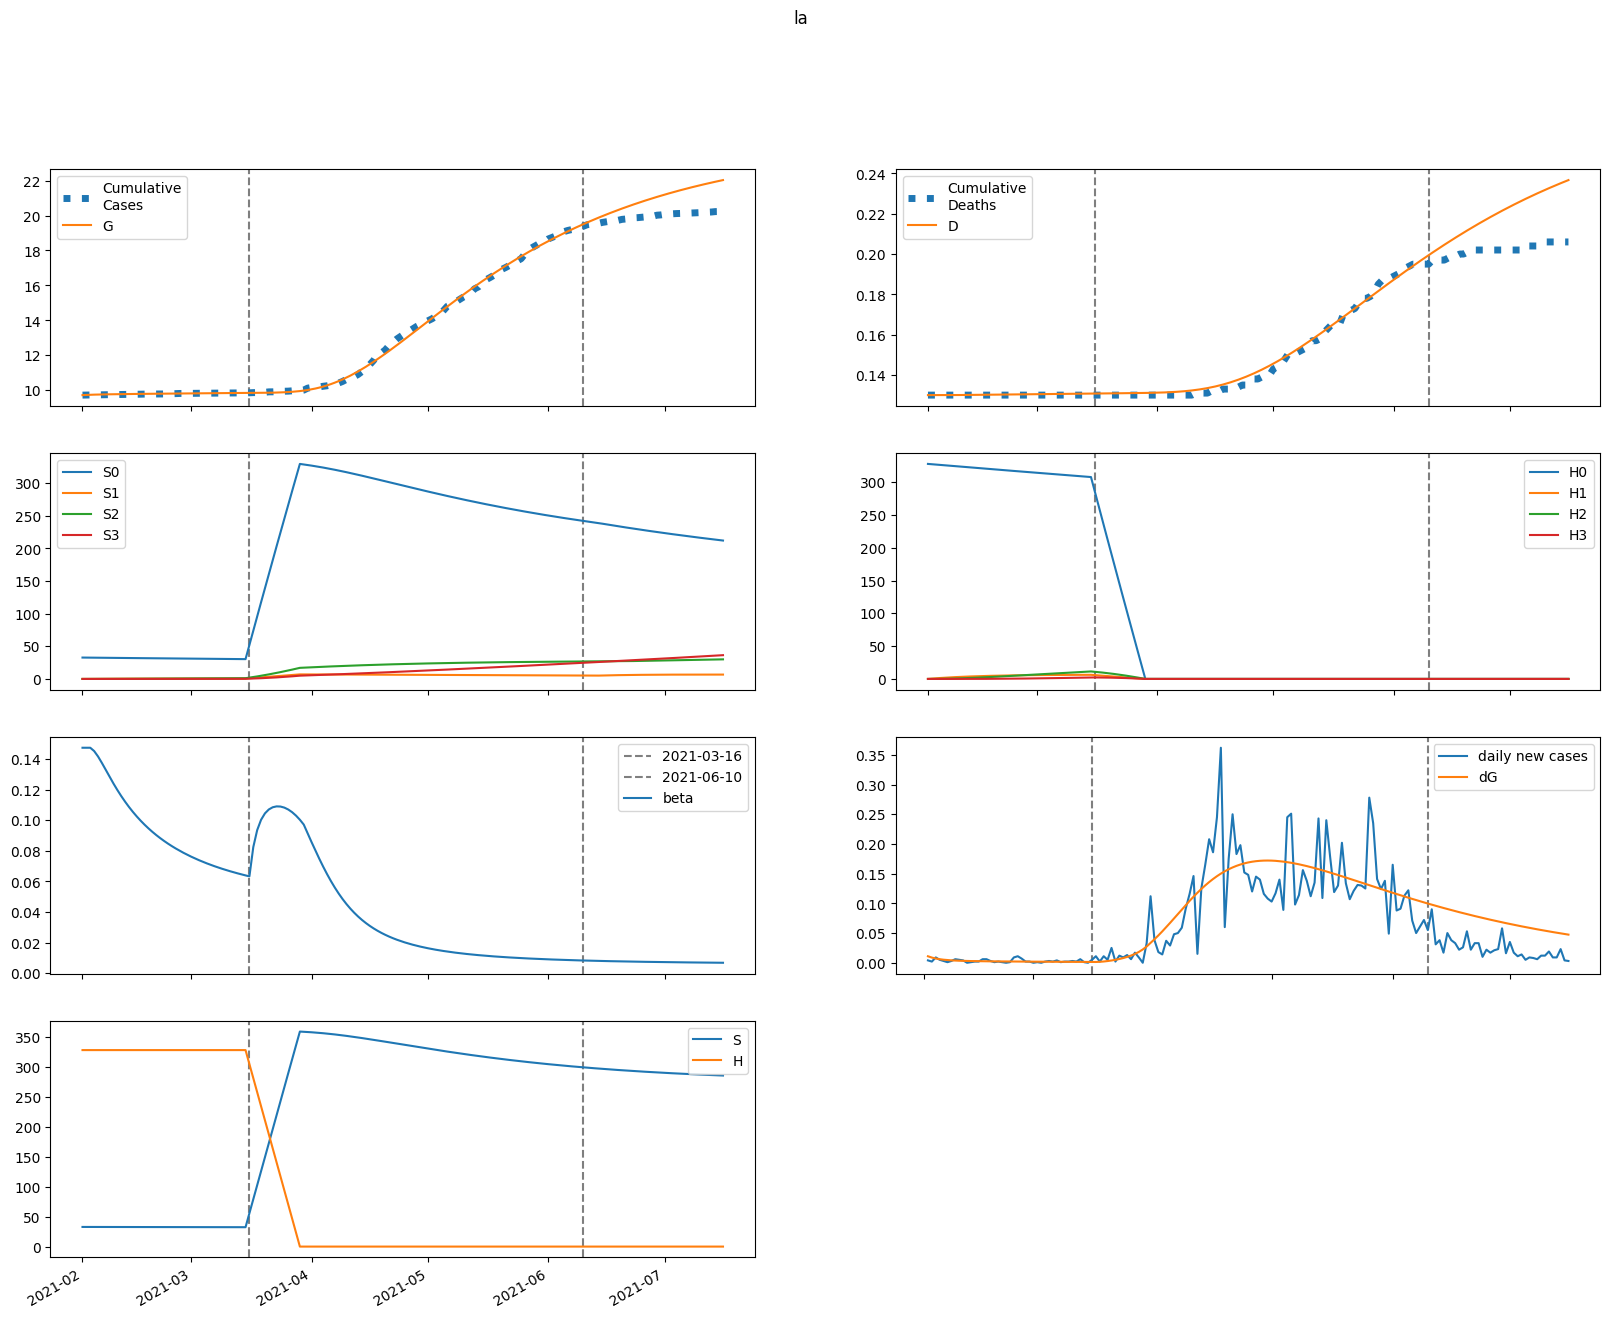 la
22
20
18
16
14
12
10
Cumulative
Cases
G
0.24
0.22
0.20
0.18
0.16
0.14
Cumulative
Deaths
D
300
250
200
150
100
50
0
S0
S1
S2
S3
300
250
200
150
100
50
0
H0
H1
H2
H3
0.14
0.12
0.10
0.08
0.06
0.04
0.02
0.00
2021-03-16
2021-06-10
beta
0.35
0.30
0.25
0.20
0.15
0.10
0.05
0.00
daily new cases
dG
350
300
250
200
150
100
50
0
S
H
2021-02
2021-03
2021-04
2021-05
2021-06
2021-07